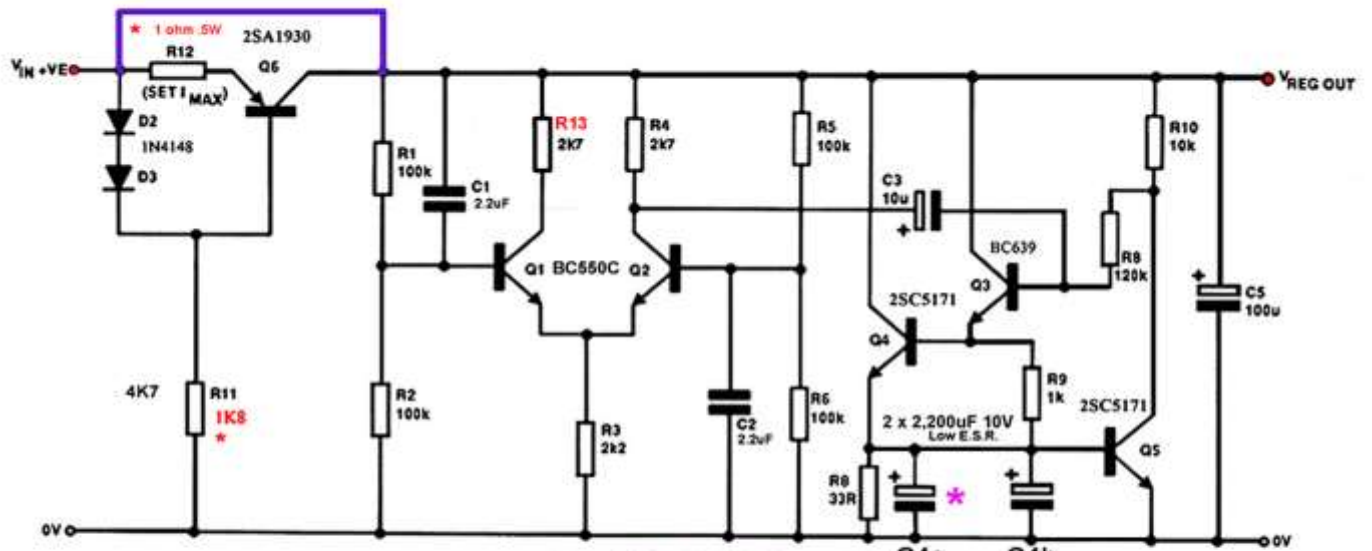 * 1 ohm .5W
2SA1930
R12
Q6
VIN +VE
(SET IMAX)
VREG OUT
D2
1N4148
D3
R1
100k
C1
2.2uF
R13
2k7
R4
2k7
R5
100k
R10
10k
C3
10u
+
BC639
R8
120k
Q1
BC550C
Q2
Q3
2SC5171
Q4
+
C5
100u
4K7
R11
1K8
*
R2
100k
R3
2k2
C2
2.2uF
R6
100k
R9
1k
2SC5171
2 x 2,200uF 10V
Low E.S.R.
Q5
R8
33R
+
*
+
0V
0V